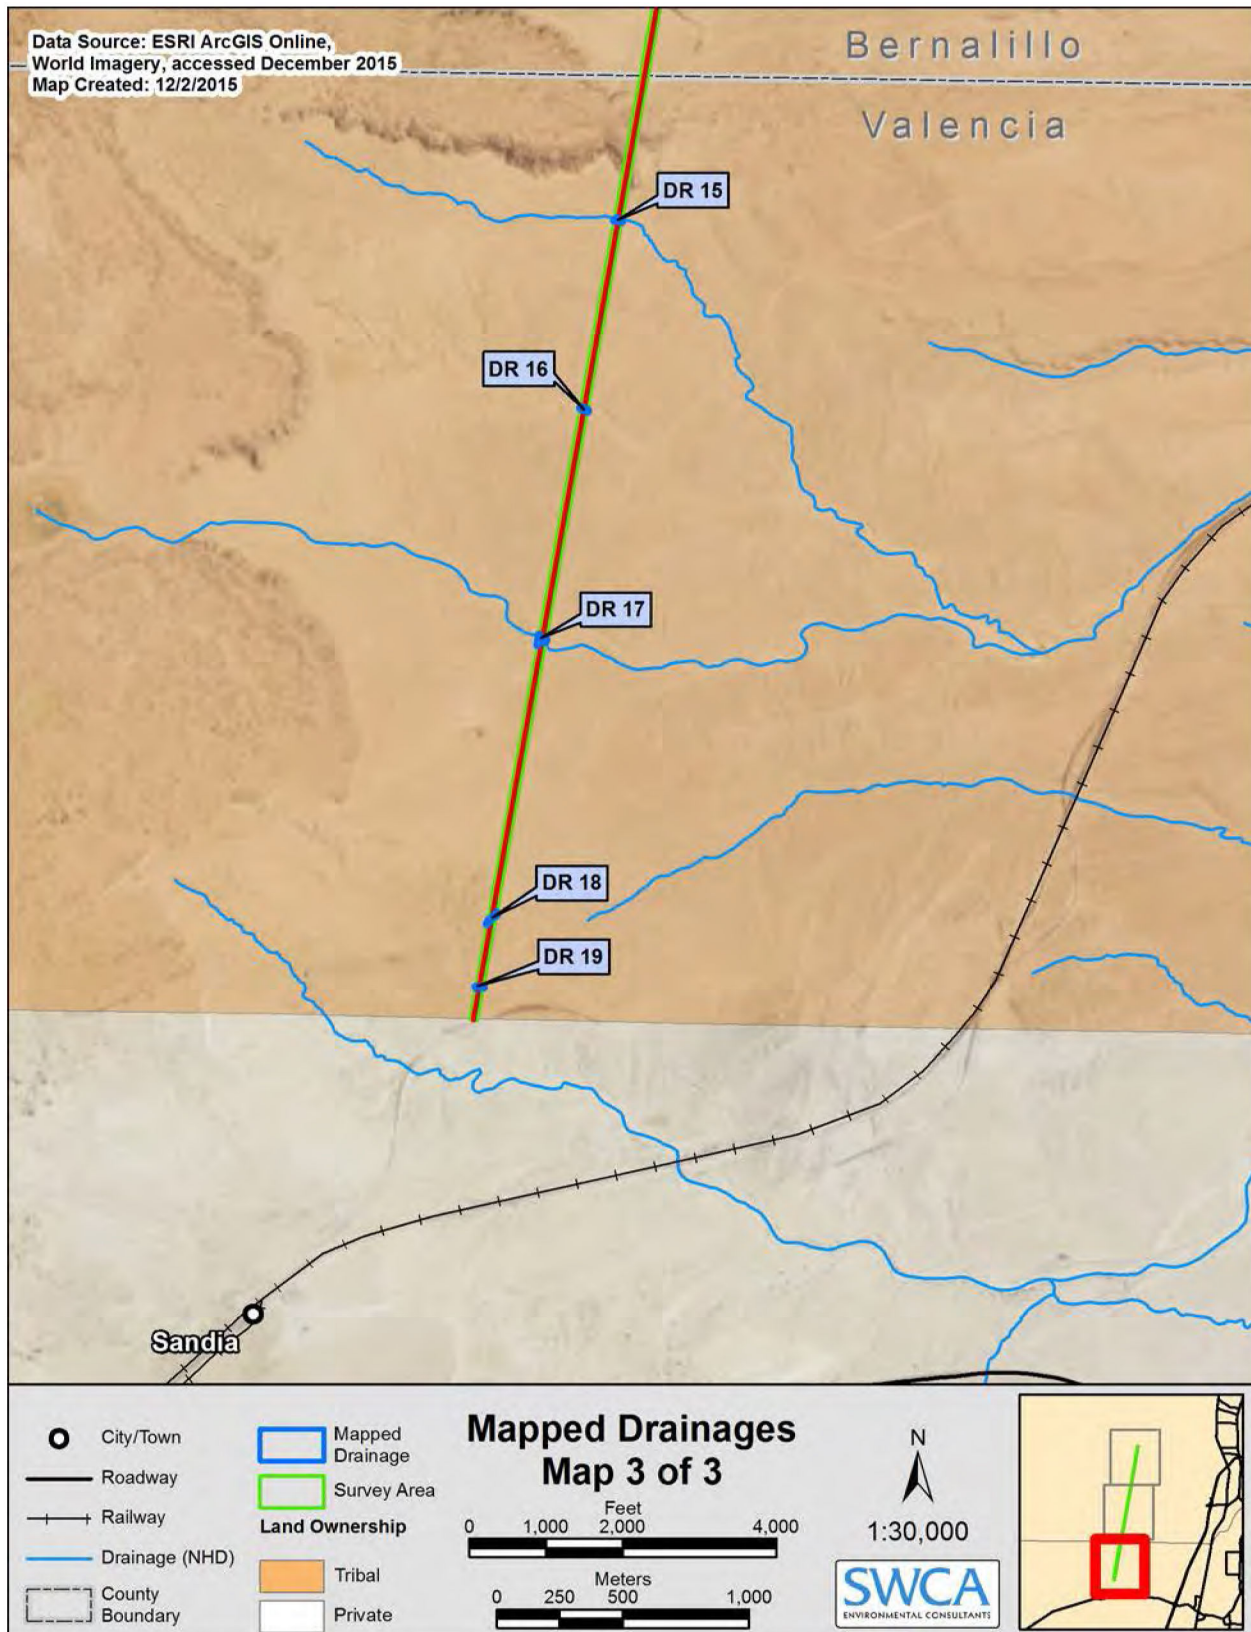 Data Source: ESRI ArcGIS Online,
World Imagery, accessed December 2015
Map Created: 12/2/2015
Bernalillo
Valencia
DR 15
DR 16
DR 17
DR 18
DR 19
Sandia
City/Town
Roadway
Railway
Drainage (NHD)
County
Boundary
Mapped
Drainage
Survey Area
Land Ownership
Tribal
Private
Mapped Drainages
Map 3 of 3
Feet
0 1,000 2,000 4,000
Meters
0 250 500 1,000
N
1:30,000
SWCA
ENVIRONMENTAL CONSULTANTS